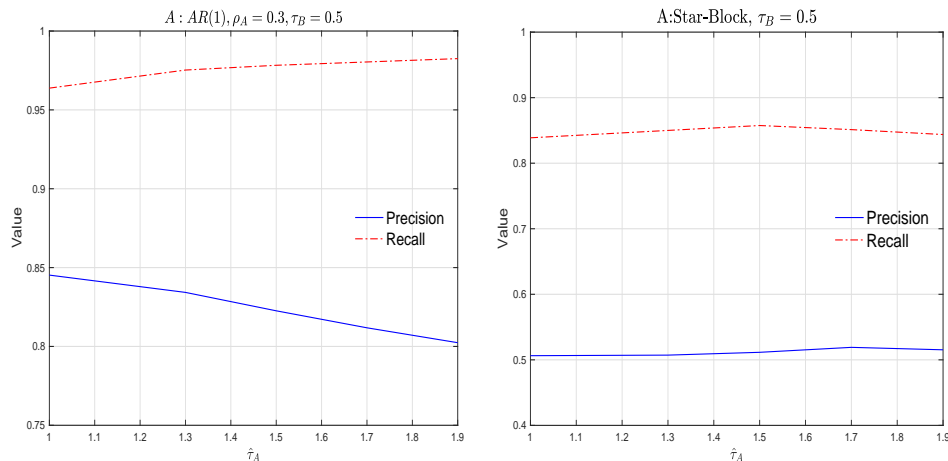 A : AR(1), ρ_A = 0.3, τ_B = 0.5
1
0.95
0.9
0.85
0.8
0.75
Value
Precision
Recall
1 1.1 1.2 1.3 1.4 1.5 1.6 1.7 1.8 1.9
τ̂_A
A:Star-Block, τ_B = 0.5
1
0.9
0.8
0.7
0.6
0.5
0.4
Value
Precision
Recall
1 1.1 1.2 1.3 1.4 1.5 1.6 1.7 1.8 1.9
τ̂_A